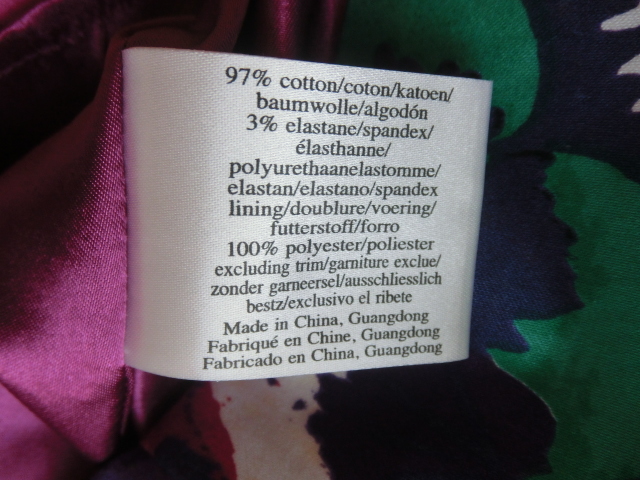 97% cotton/coton/katoen/
baumwolle/algodón
3% elastane/spandex/
élasthanne/
polyurethaanelastomme/
elastan/elastano/spandex
lining/doublure/voering/
futterstoff/forro
100% polyester/poliester
excluding trim/garniture exclue/
zonder garneersel/ausschliesslich
bestz/exclusivo el ribete
Made in China, Guangdong
Fabriqué en Chine, Guangdong
Fabricado en China, Guangdong